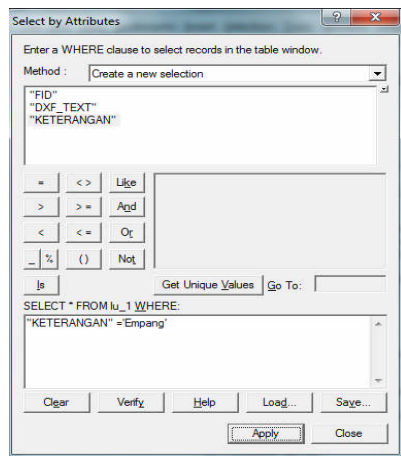 Select by Attributes
Enter a WHERE clause to select records in the table window.
Method : Create a new selection
"FID"
"DXF_TEXT"
"KETERANGAN"
= < > Like
> > = And
< < = Or
_ % () Not
Is Get Unique Values Go To:
SELECT * FROM lu_1 WHERE:
"KETERANGAN" ='Empang'
Clear Verify Help Load... Save...
Apply Close